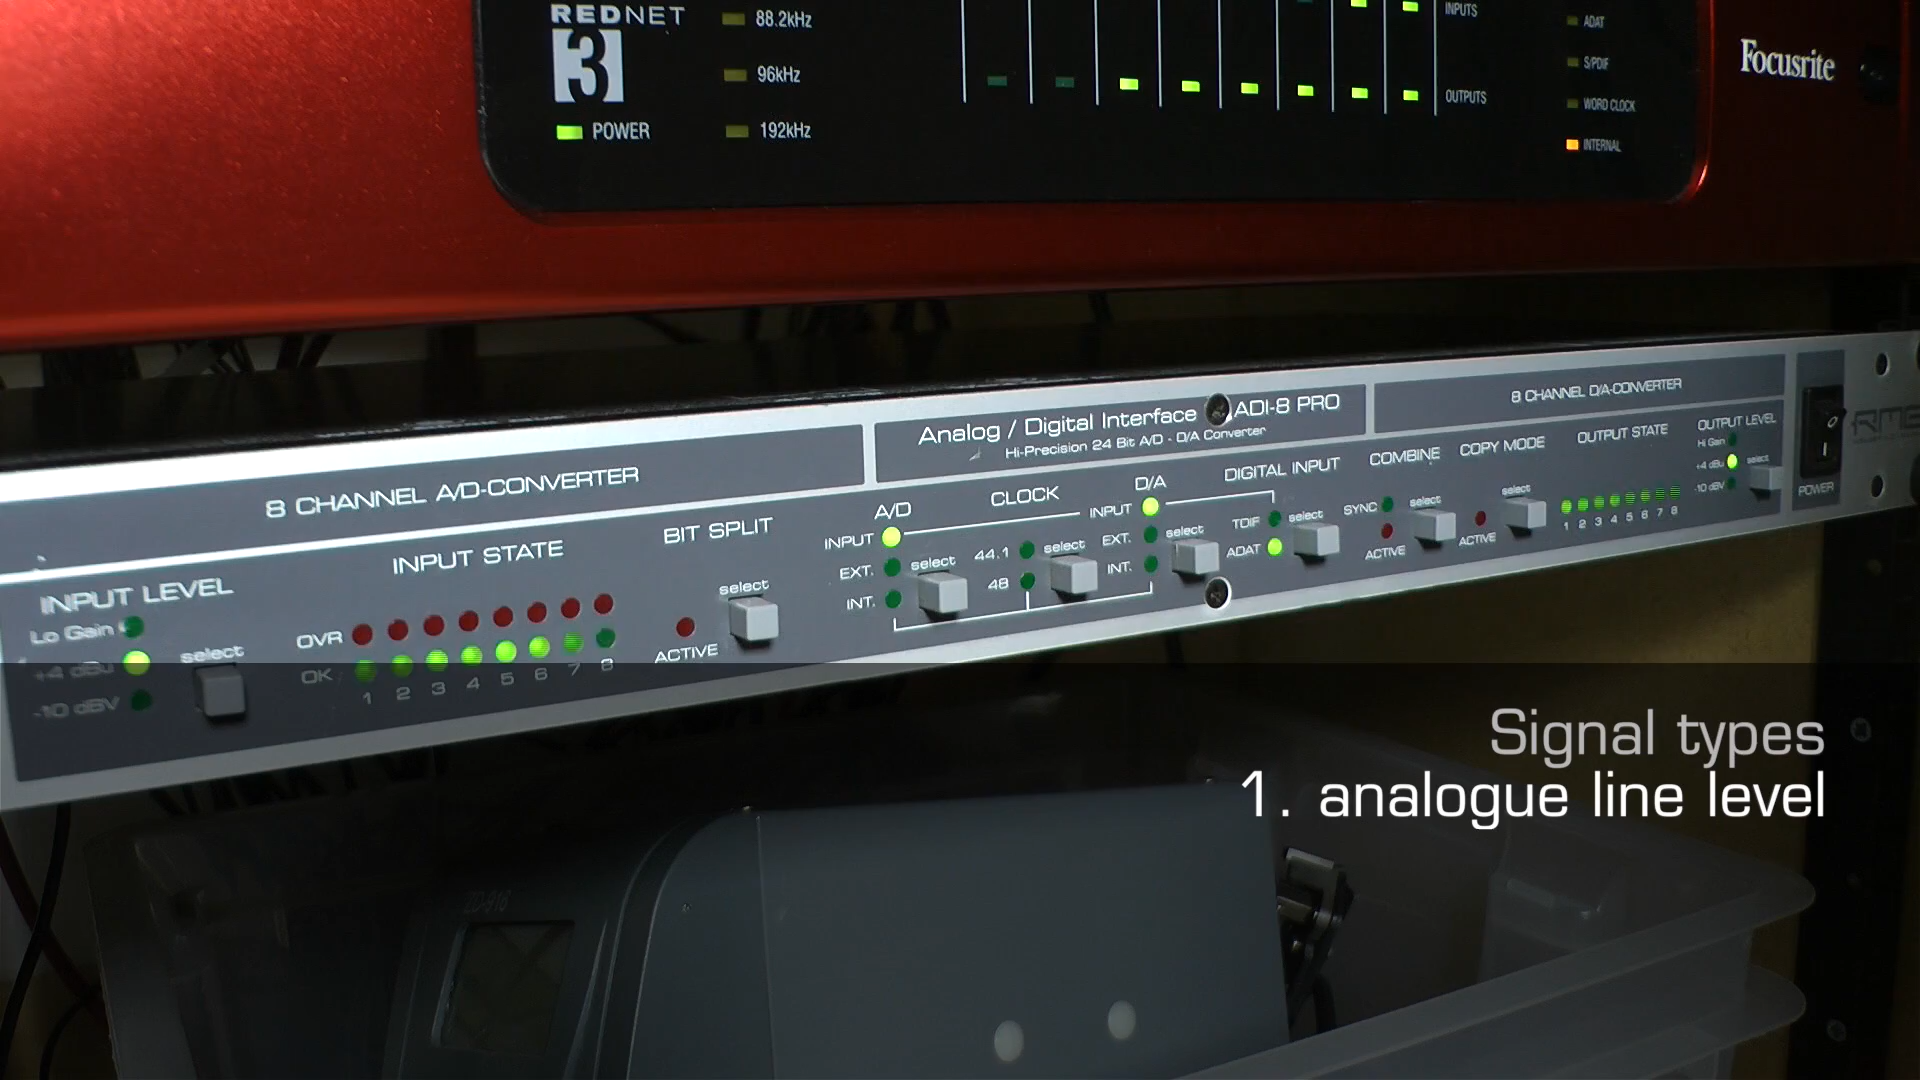 REDNET
3
POWER
88.2kHz
96kHz
192kHz
INPUTS
OUTPUTS
ADAT
S/PDIF
WORD CLOCK
INTERNAL
Focusrite
8 CHANNEL A/D-CONVERTER
Analog / Digital Interface ADI-8 PRO
Hi-Precision 24 Bit A/D - D/A Converter
8 CHANNEL D/A-CONVERTER
INPUT LEVEL
Lo Gain
+4 dBu
-10 dBV
select
INPUT STATE
OVR
OK
1 2 3 4 5 6 7 8
BIT SPLIT
select
ACTIVE
CLOCK
A/D
INPUT
EXT.
INT.
select
44.1
48
select
D/A
INPUT
EXT.
INT.
select
DIGITAL INPUT
TDIF
ADAT
select
COMBINE
SYNC
ACTIVE
select
COPY MODE
select
ACTIVE
OUTPUT STATE
1 2 3 4 5 6 7 8
OUTPUT LEVEL
Hi Gain
+4 dBu
-10 dBV
select
POWER
RME
Signal types
1. analogue line level